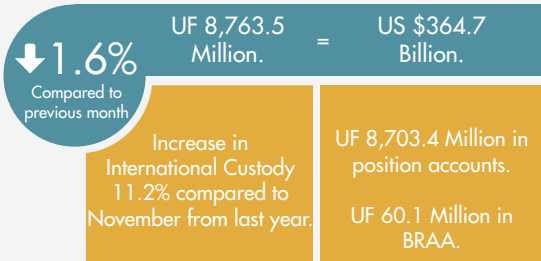 1.6%
Compared to
previous month
UF 8,763.5
Million.
=
US $364.7
Billion.
Increase in
International Custody
11.2% compared to
November from last year.
UF 8,703.4 Million in
position accounts.
UF 60.1 Million in
BRAA.